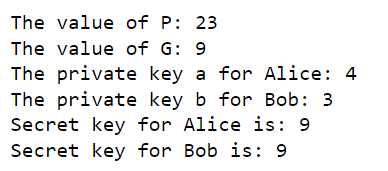 The value of P: 23
The value of G: 9
The private key a for Alice: 4
The private key b for Bob: 3
Secret key for Alice is: 9
Secret key for Bob is: 9